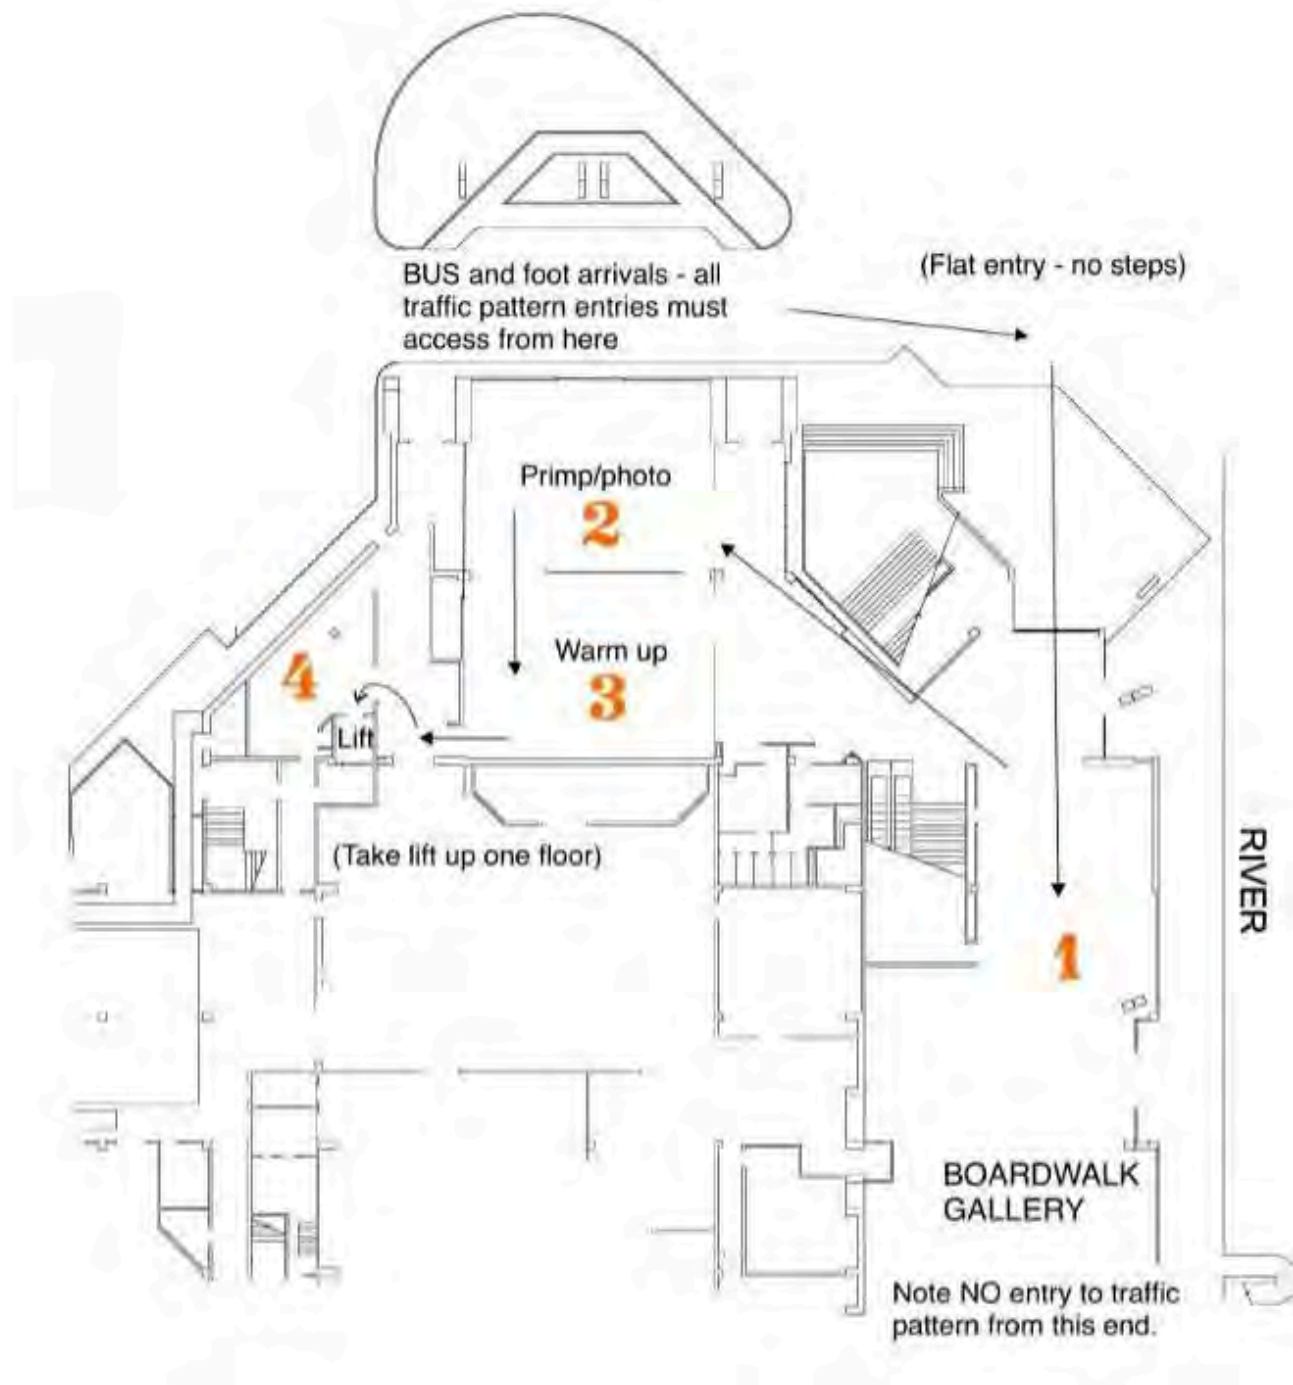 (Flat entry - no steps)
BUS and foot arrivals - all
traffic pattern entries must
access from here
Primp/photo
2
Warm up
3
4
Lift
(Take lift up one floor)
RIVER
1
BOARDWALK
GALLERY
Note NO entry to traffic
pattern from this end.